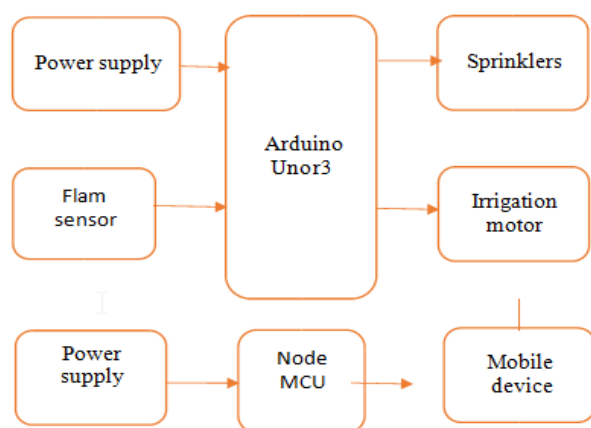 Power supply
Sprinklers
Arduino
Unor3
Flam
sensor
Irrigation
motor
Power
supply
Node
MCU
Mobile
device